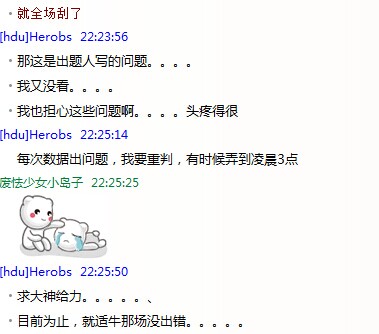 • 就全场刮了
[hdu]Herobs 22:23:56
• 那这是出题人写的问题。。。。
• 我又没看。。。。
• 我也担心这些问题啊。。。。头疼得很
[hdu]Herobs 22:25:14
每次数据出问题，我要重判，有时候弄到凌晨3点
废怯少女小岛子 22:25:25
[hdu]Herobs 22:25:50
• 求大神给力。。。。。、
• 目前为止，就适牛那场没出错。。。。。